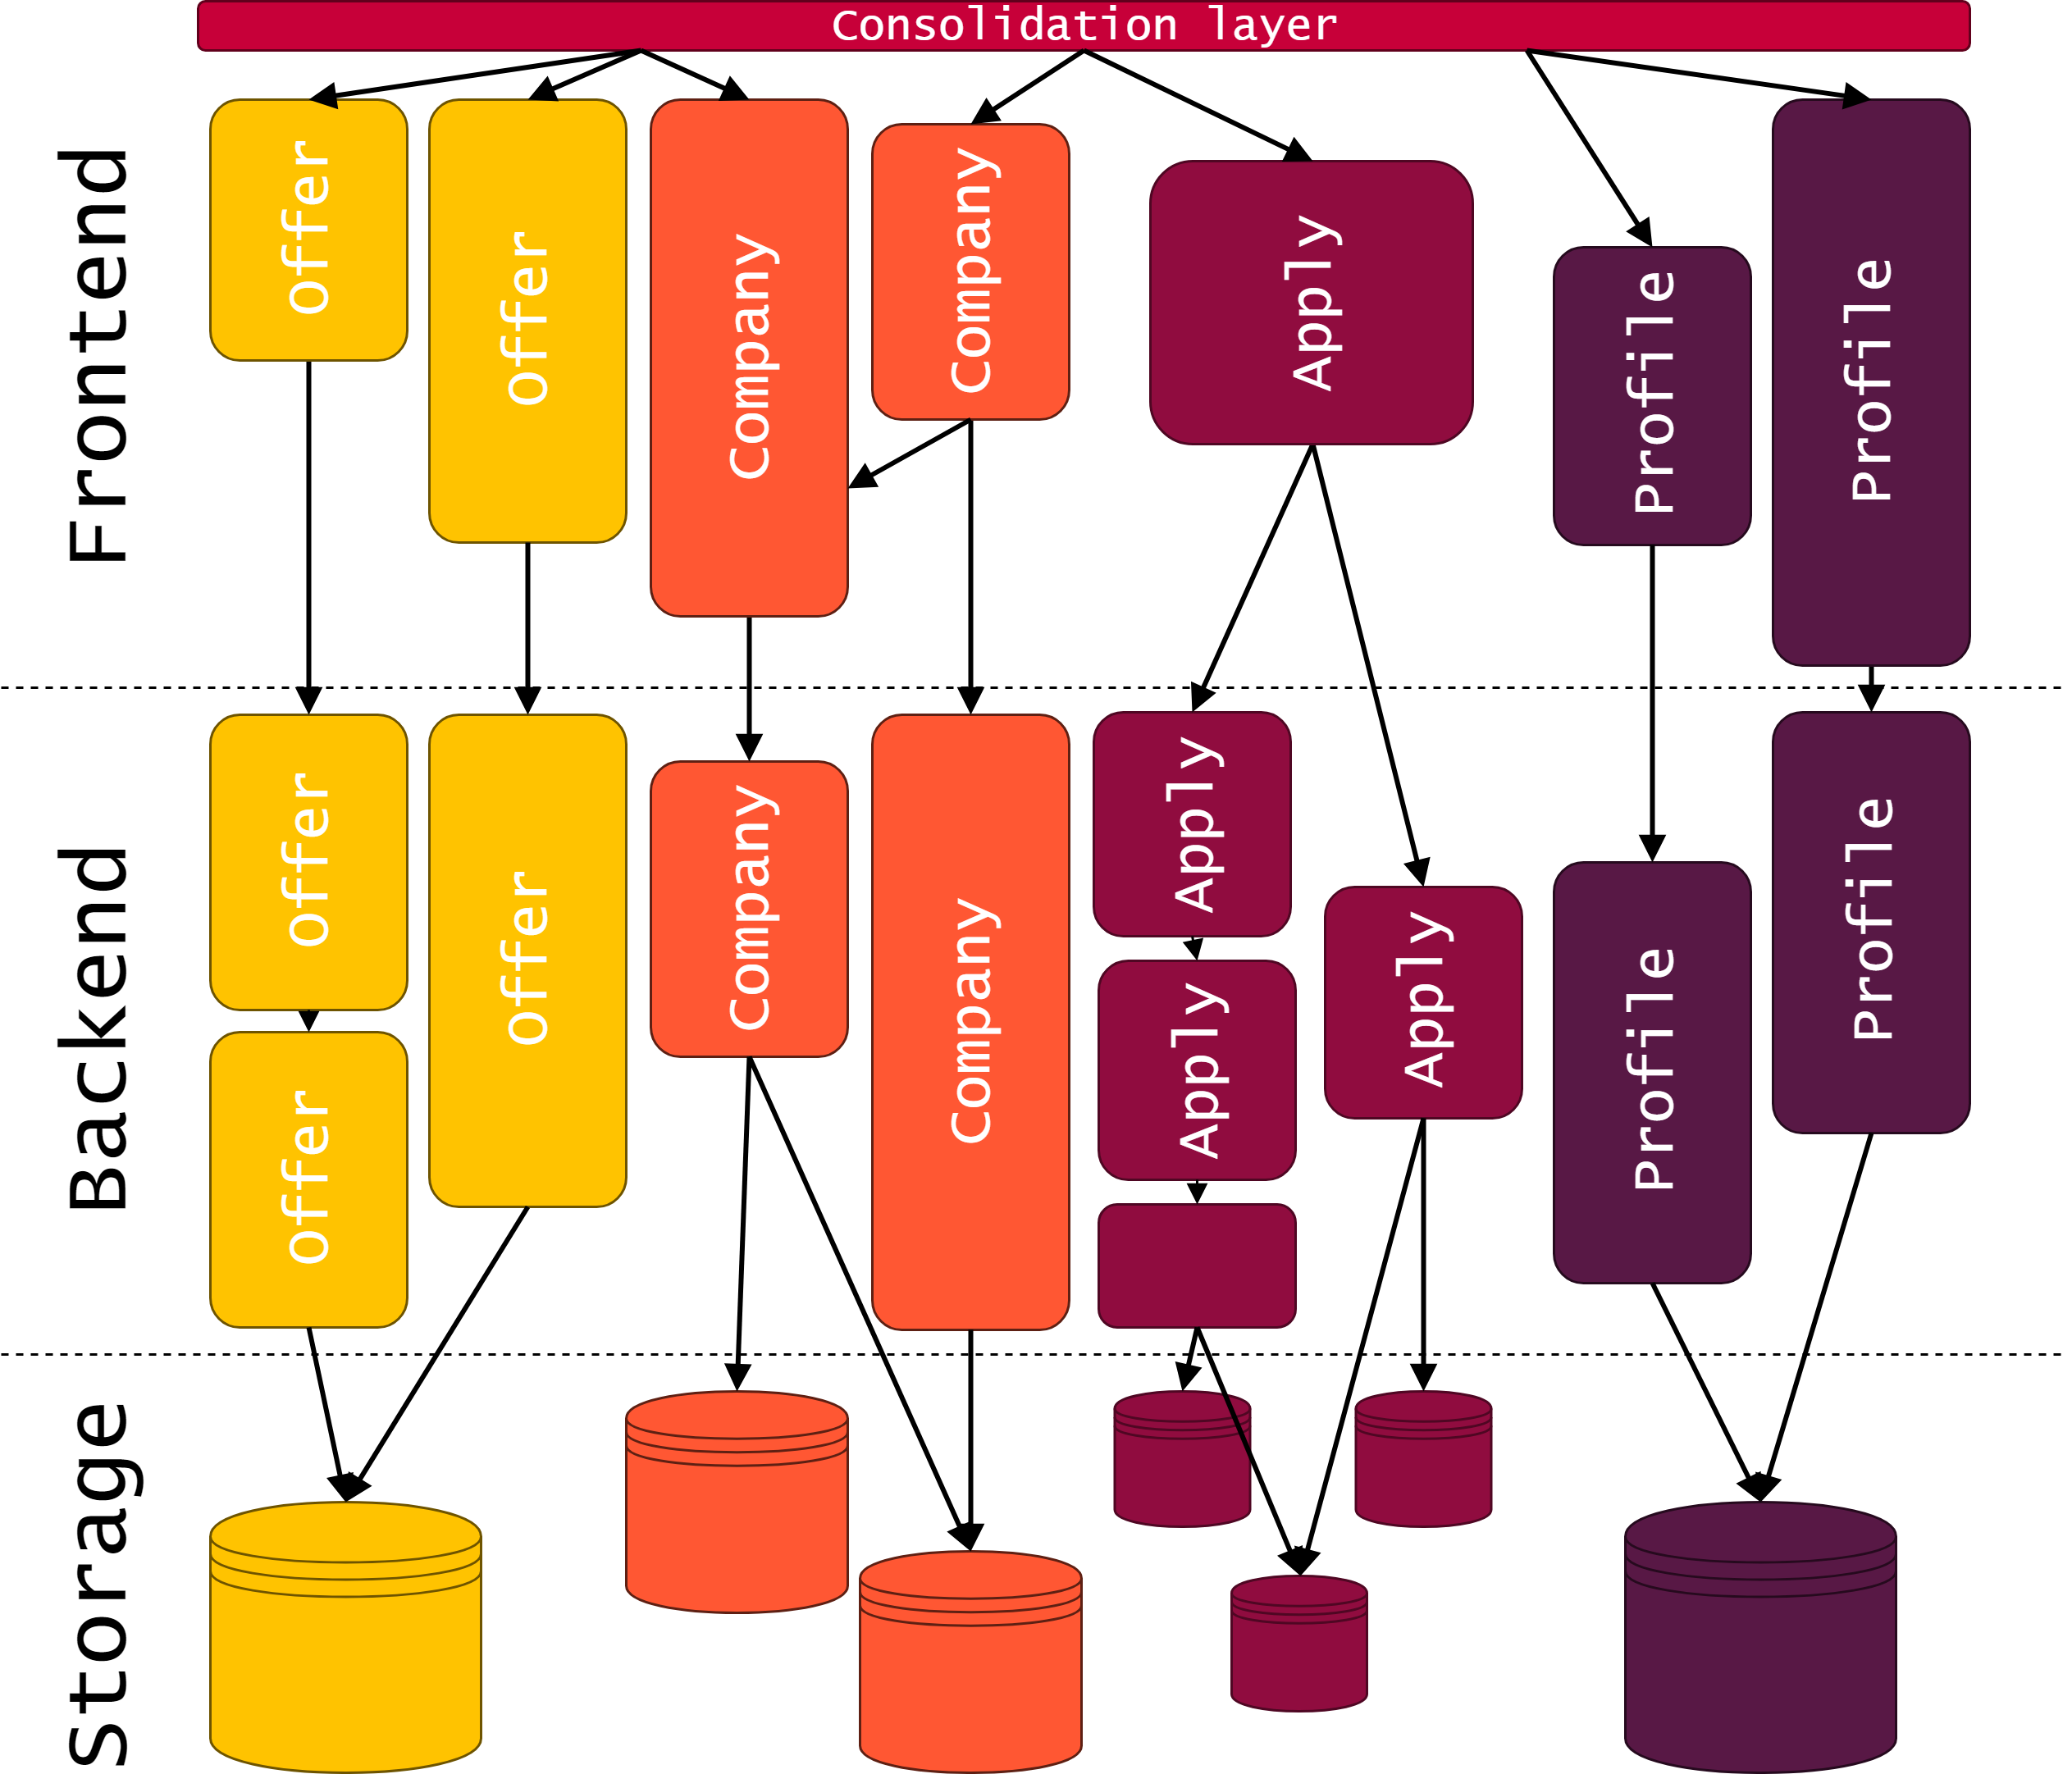 Consolidation layer
Frontend
Offer
Offer
Company
Company
Apply
Profile
Profile
Backend
Offer
Offer
Offer
Company
Company
Apply
Apply
Apply
Profile
Profile
Storage